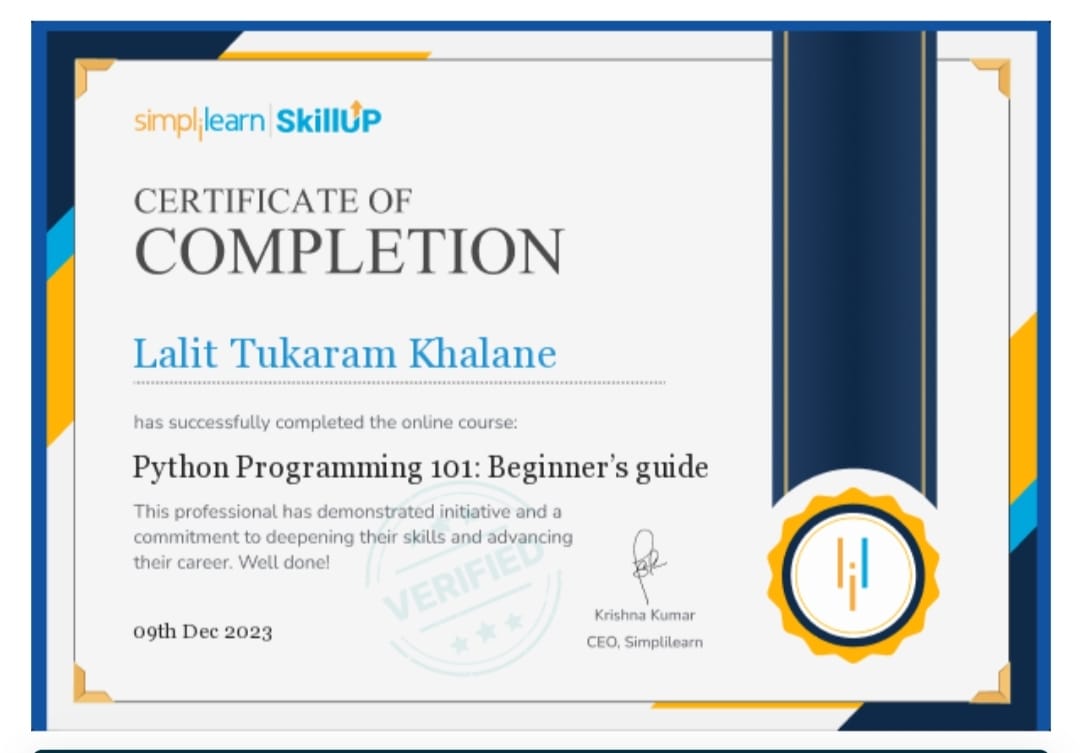 simplilearn | SkillUP
CERTIFICATE OF
COMPLETION
Lalit Tukaram Khalane
has successfully completed the online course:
Python Programming 101: Beginner's guide
This professional has demonstrated initiative and a
commitment to deepening their skills and advancing
their career. Well done!
VERIFIED
09th Dec 2023
Krishna Kumar
CEO, Simplilearn